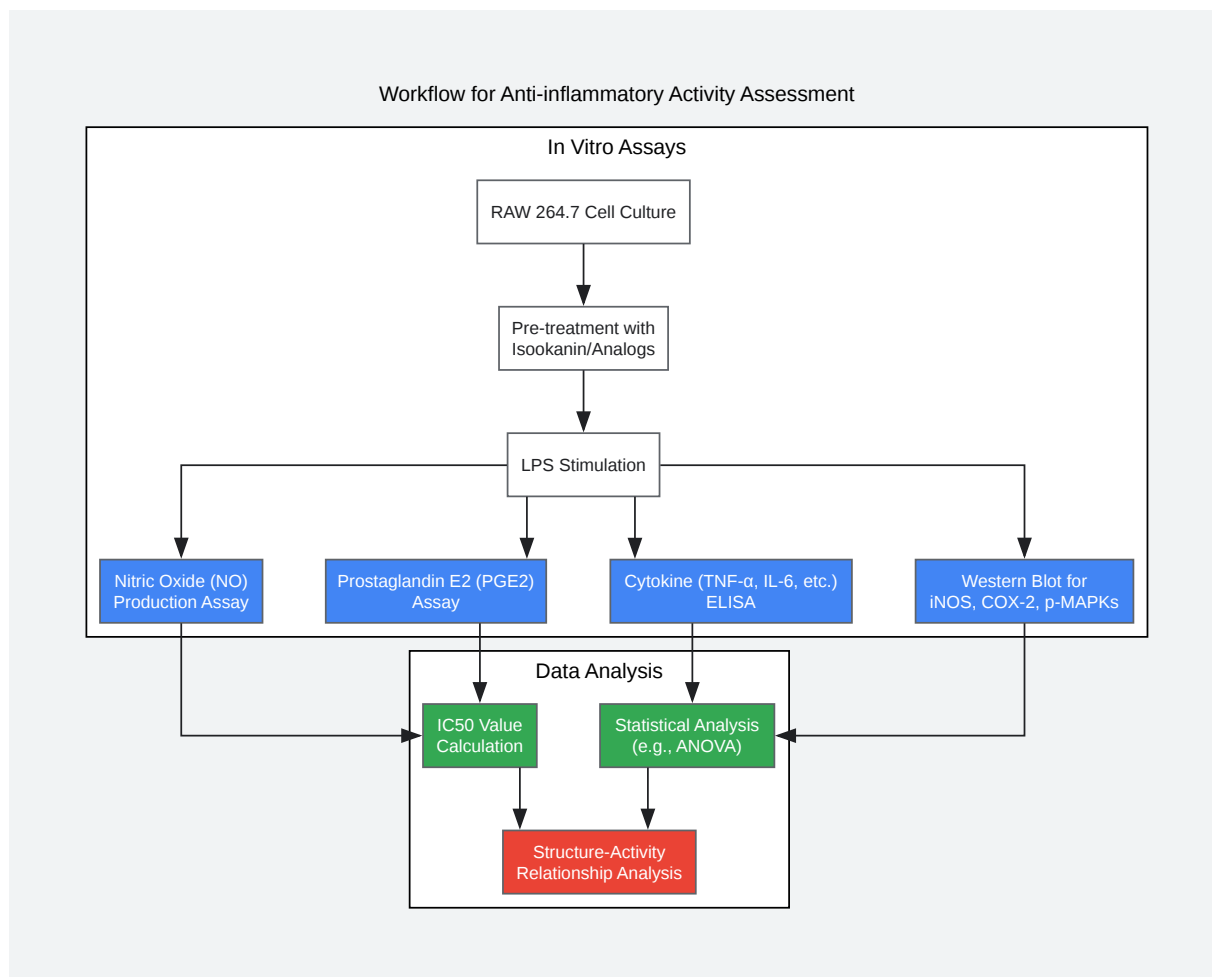 Workflow for Anti-inflammatory Activity Assessment
In Vitro Assays
RAW 264.7 Cell Culture
Pre-treatment with
Isookanin/Analogs
LPS Stimulation
Nitric Oxide (NO)
Production Assay
Prostaglandin E2 (PGE2)
Assay
Cytokine (TNF-α, IL-6, etc.)
ELISA
Western Blot for
iNOS, COX-2, p-MAPKs
Data Analysis
IC50 Value
Calculation
Statistical Analysis
(e.g., ANOVA)
Structure-Activity
Relationship Analysis